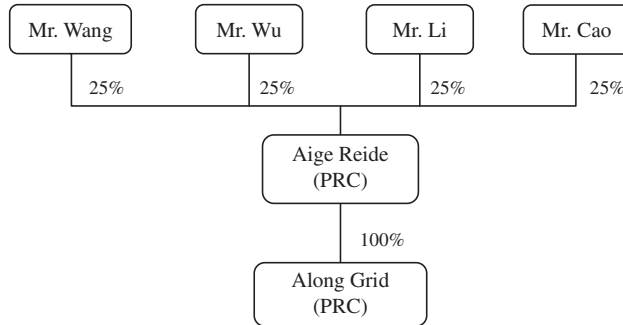 Mr. Wang
Mr. Wu
Mr. Li
Mr. Cao
25%
25%
25%
25%
Aige Reide
(PRC)
100%
Along Grid
(PRC)